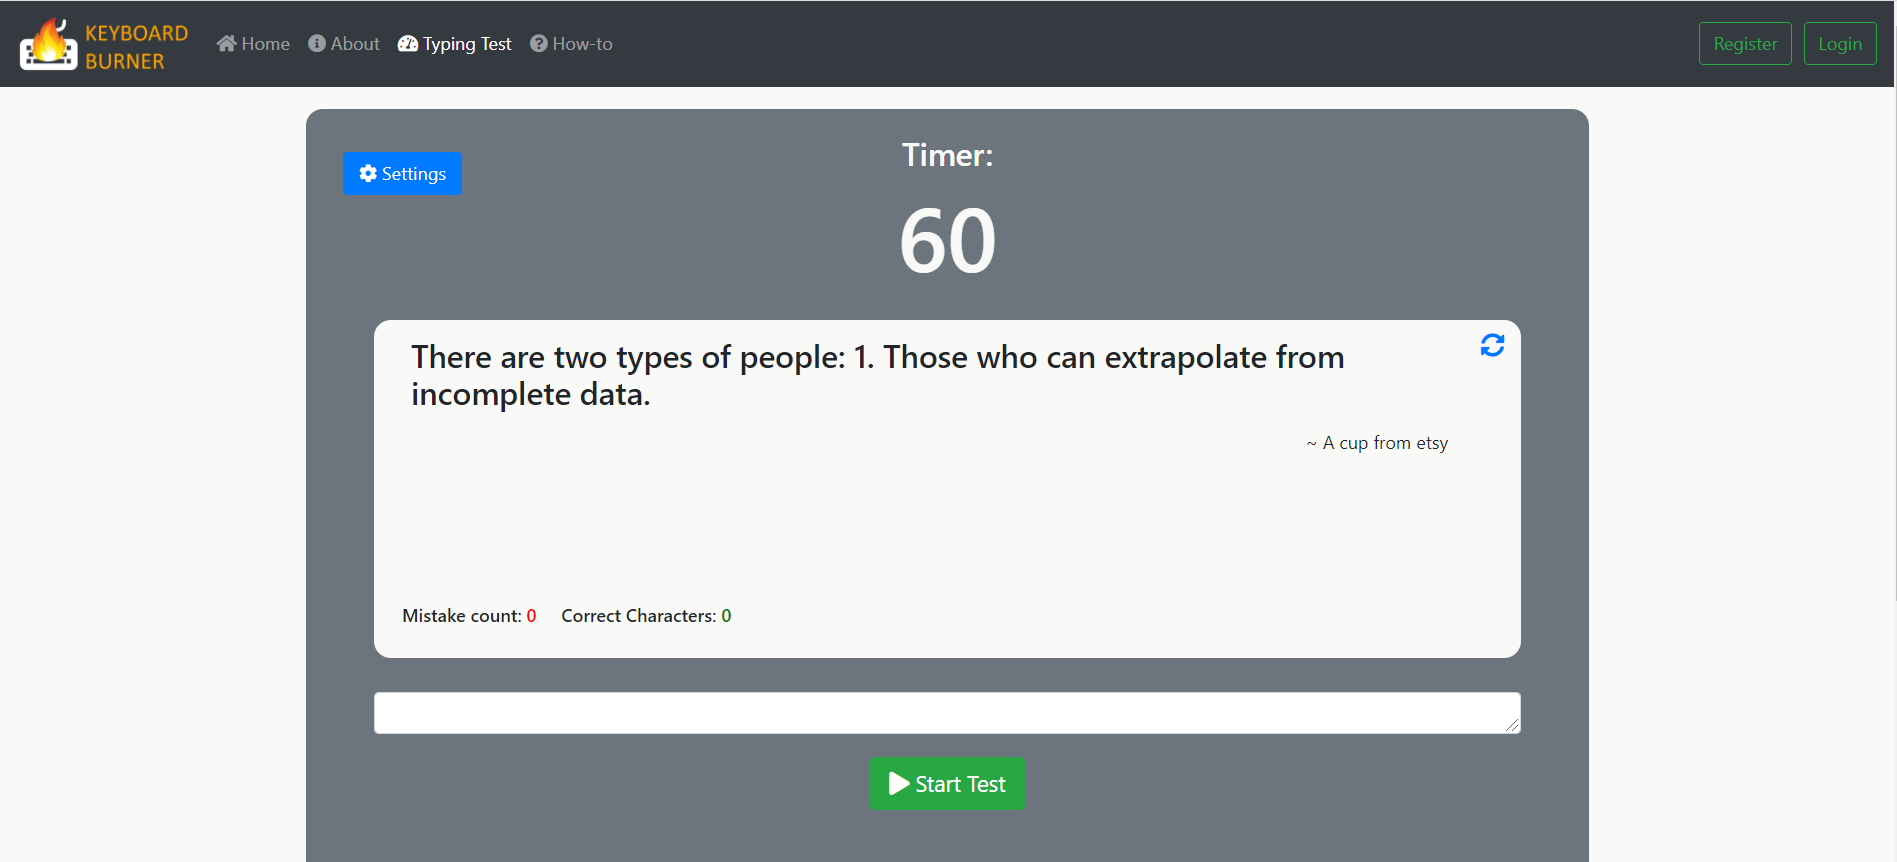 KEYBOARD
BURNER
Home
About
Typing Test
How-to
Register
Login
Settings
Timer:
60
There are two types of people: 1. Those who can extrapolate from
incomplete data.
~ A cup from etsy
Mistake count: 0
Correct Characters: 0
Start Test